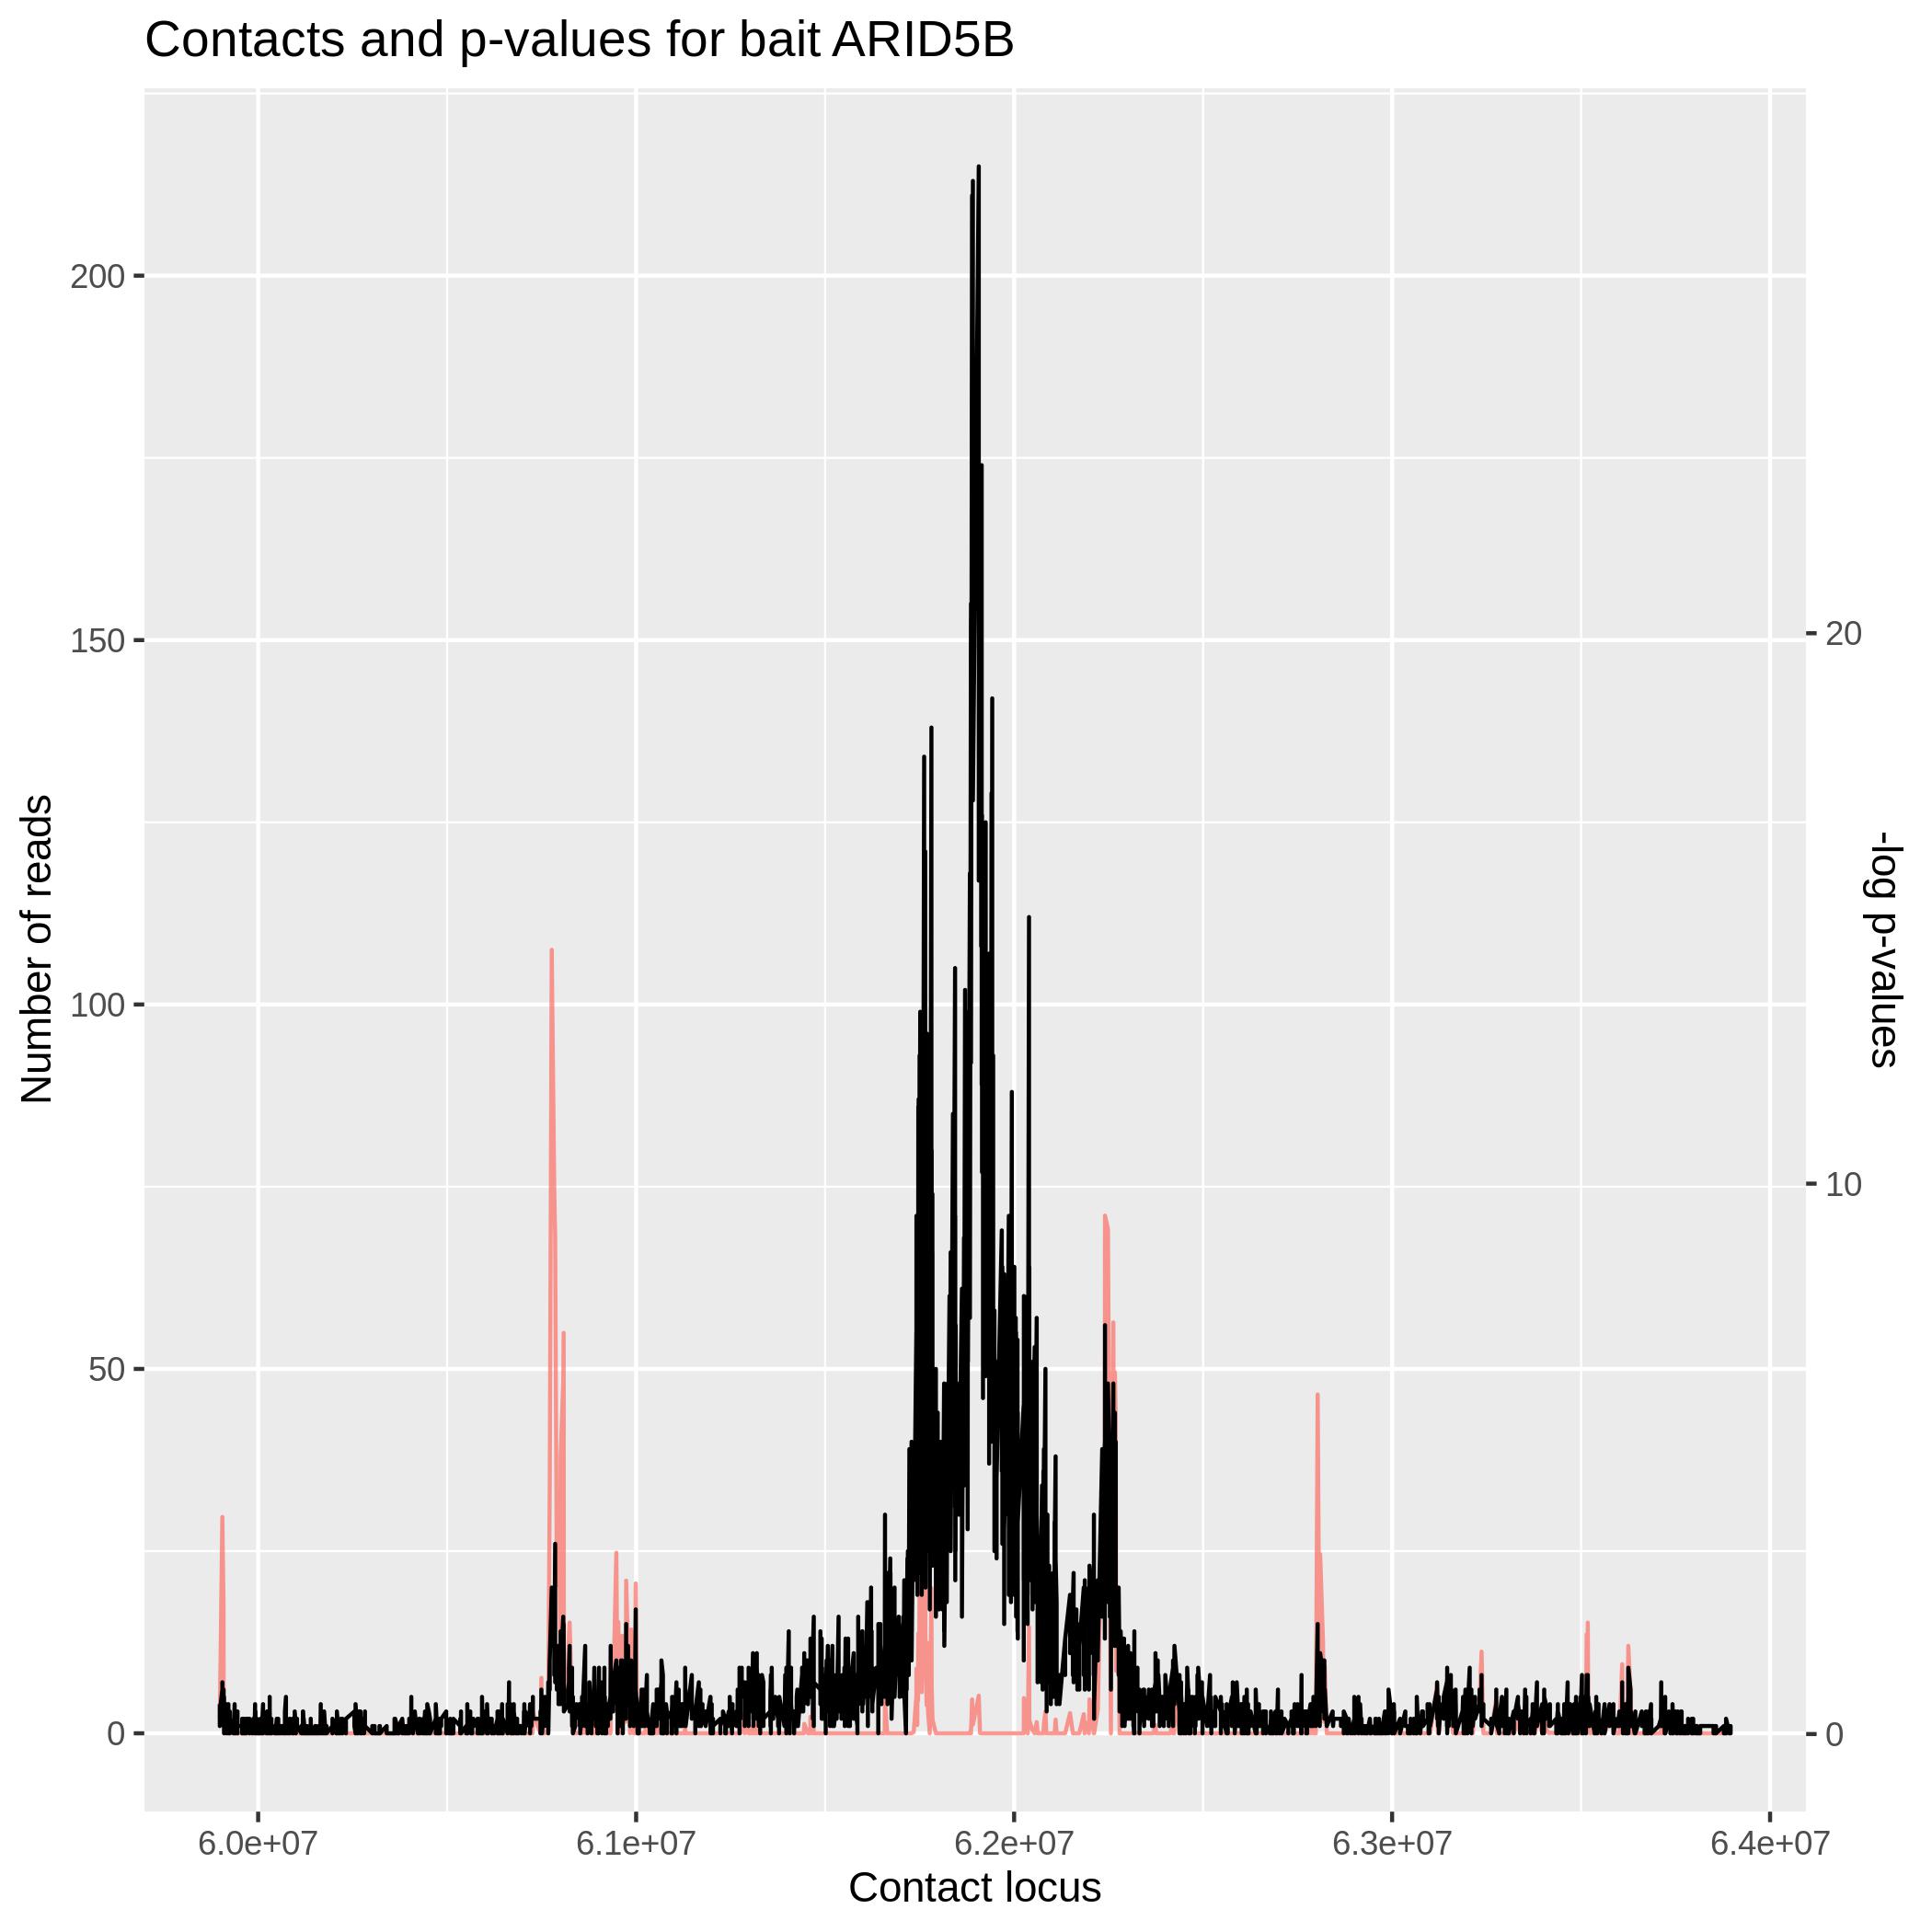 Contacts and p-values for bait ARID5B
Number of reads
200
150
100
50
0
20
10
0
-log p-values
6.0e+07
6.1e+07
6.2e+07
6.3e+07
6.4e+07
Contact locus